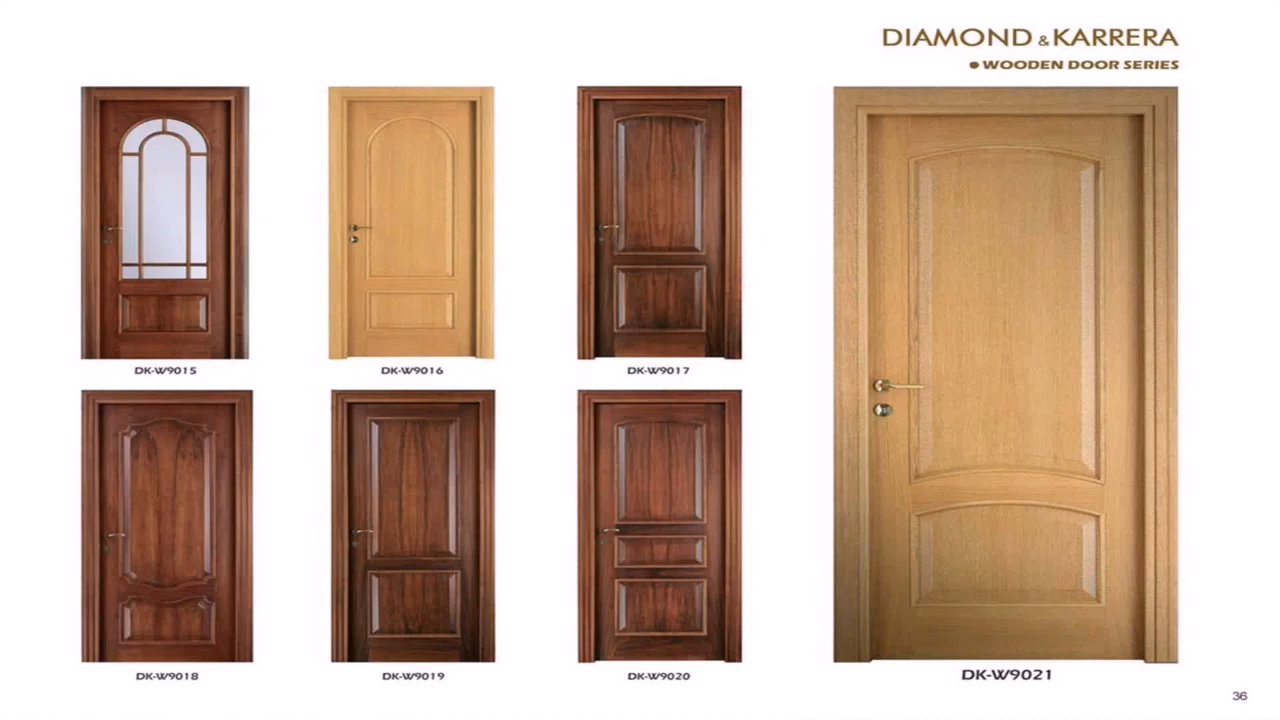 DIAMOND & KARRERA
● WOODEN DOOR SERIES
DK-W9015
DK-W9016
DK-W9017
DK-W9018
DK-W9019
DK-W9020
DK-W9021
36